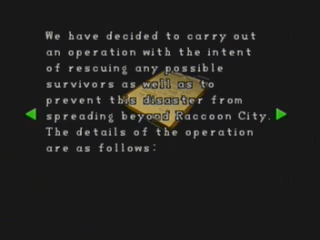 We have decided to carry out
an operation with the intent
of rescuing any possible
survivors as well as to
prevent this disaster from
spreading beyond Raccoon City.
The details of the operation
are as follows: